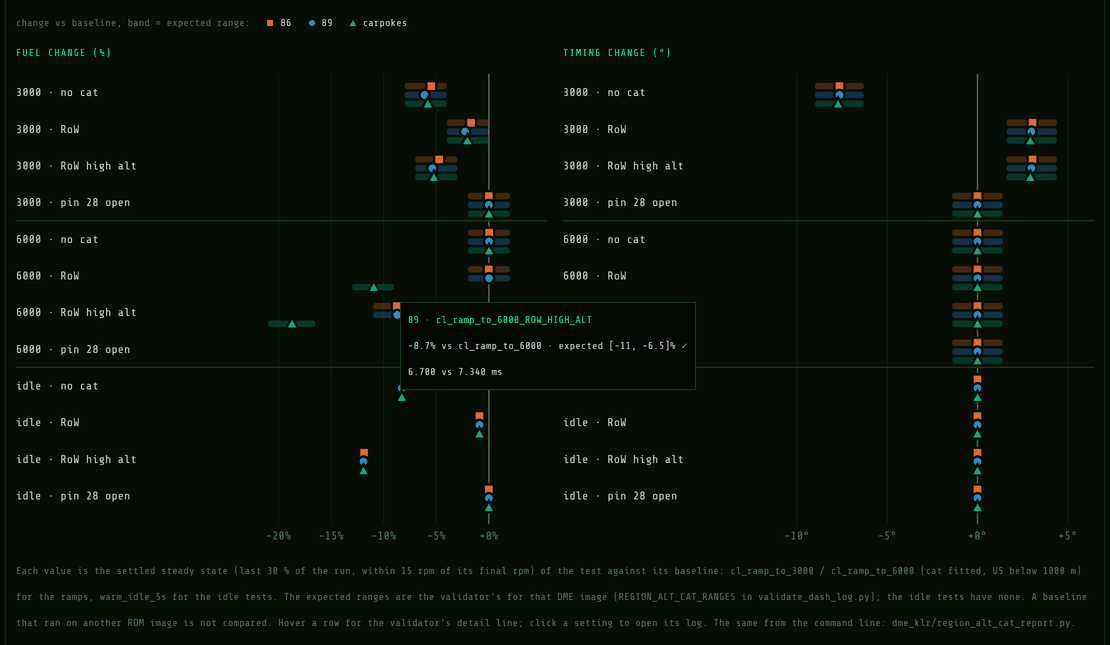 change vs baseline, band = expected range: 86 89 carpokes
FUEL CHANGE (%) TIMING CHANGE (°)
3000 · no cat 3000 · no cat
3000 · RoW 3000 · RoW
3000 · RoW high alt 3000 · RoW high alt
3000 · pin 28 open 3000 · pin 28 open
6000 · no cat 6000 · no cat
6000 · RoW 6000 · RoW
6000 · RoW high alt
89 · cl_ramp_to_6000_ROW_HIGH_ALT
-8.7% vs cl_ramp_to_6000 · expected [-11, -6.5]% ✓
6000 · pin 28 open
6.700 vs 7.340 ms
idle · no cat
idle · RoW idle · RoW
idle · RoW high alt idle · RoW high alt
idle · pin 28 open idle · pin 28 open
-20% -15% -10% -5% +0% -10° -5° +0° +5°
Each value is the settled steady state (last 30 % of the run, within 15 rpm of its final rpm) of the test against its baseline: cl_ramp_to_3000 / cl_ramp_to_6000 (cat fitted, US below 1000 m)
for the ramps, warm_idle_5s for the idle tests. The expected ranges are the validator's for that DME image (REGION_ALT_CAT_RANGES in validate_dash_log.py); the idle tests have none. A baseline
that ran on another ROM image is not compared. Hover a row for the validator's detail line; click a setting to open its log. The same from the command line: dme_klr/region_alt_cat_report.py.